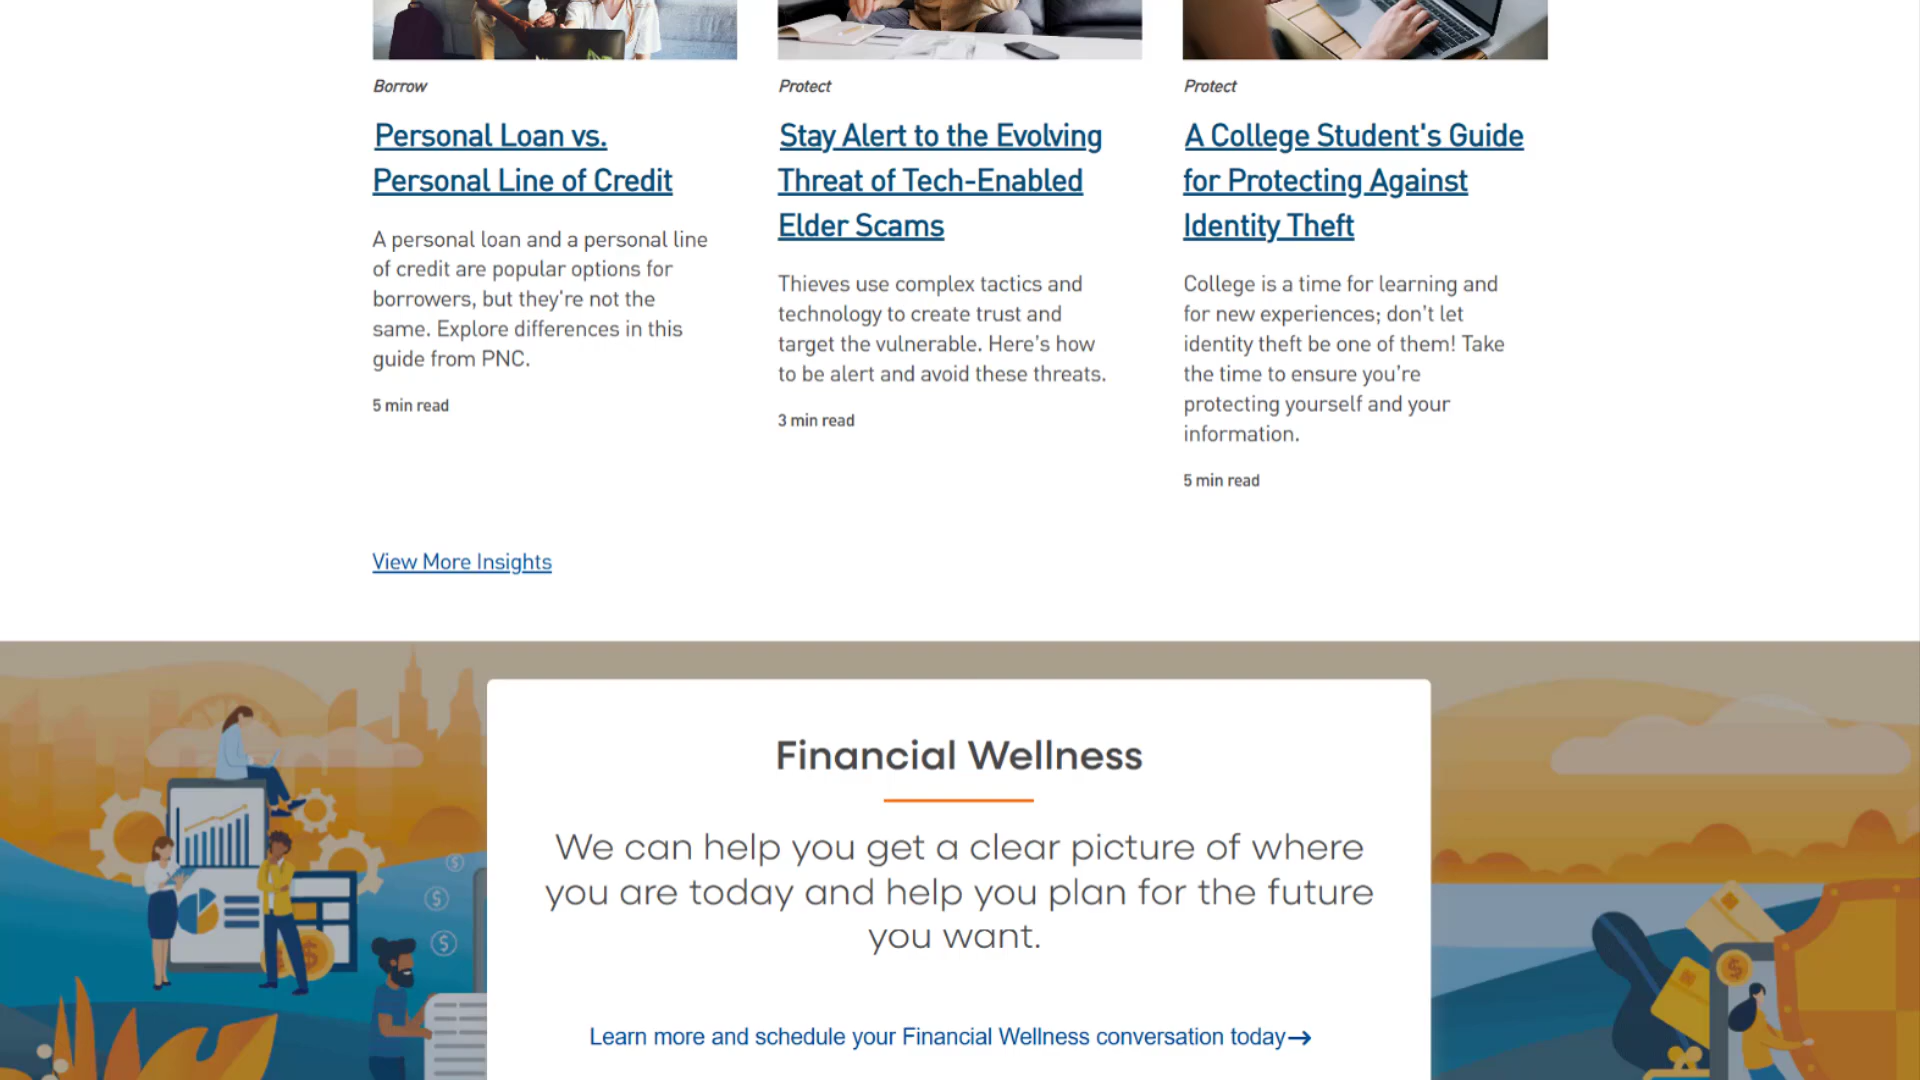 Borrow
Personal Loan vs.
Personal Line of Credit
A personal loan and a personal line
of credit are popular options for
borrowers, but they're not the
same. Explore differences in this
guide from PNC.
5 min read
Protect
Stay Alert to the Evolving
Threat of Tech-Enabled
Elder Scams
Thieves use complex tactics and
technology to create trust and
target the vulnerable. Here's how
to be alert and avoid these threats.
3 min read
Protect
A College Student's Guide
for Protecting Against
Identity Theft
College is a time for learning and
for new experiences; don't let
identity theft be one of them! Take
the time to ensure you're
protecting yourself and your
information.
5 min read
View More Insights
Financial Wellness
We can help you get a clear picture of where
you are today and help you plan for the future
you want.
Learn more and schedule your Financial Wellness conversation today→